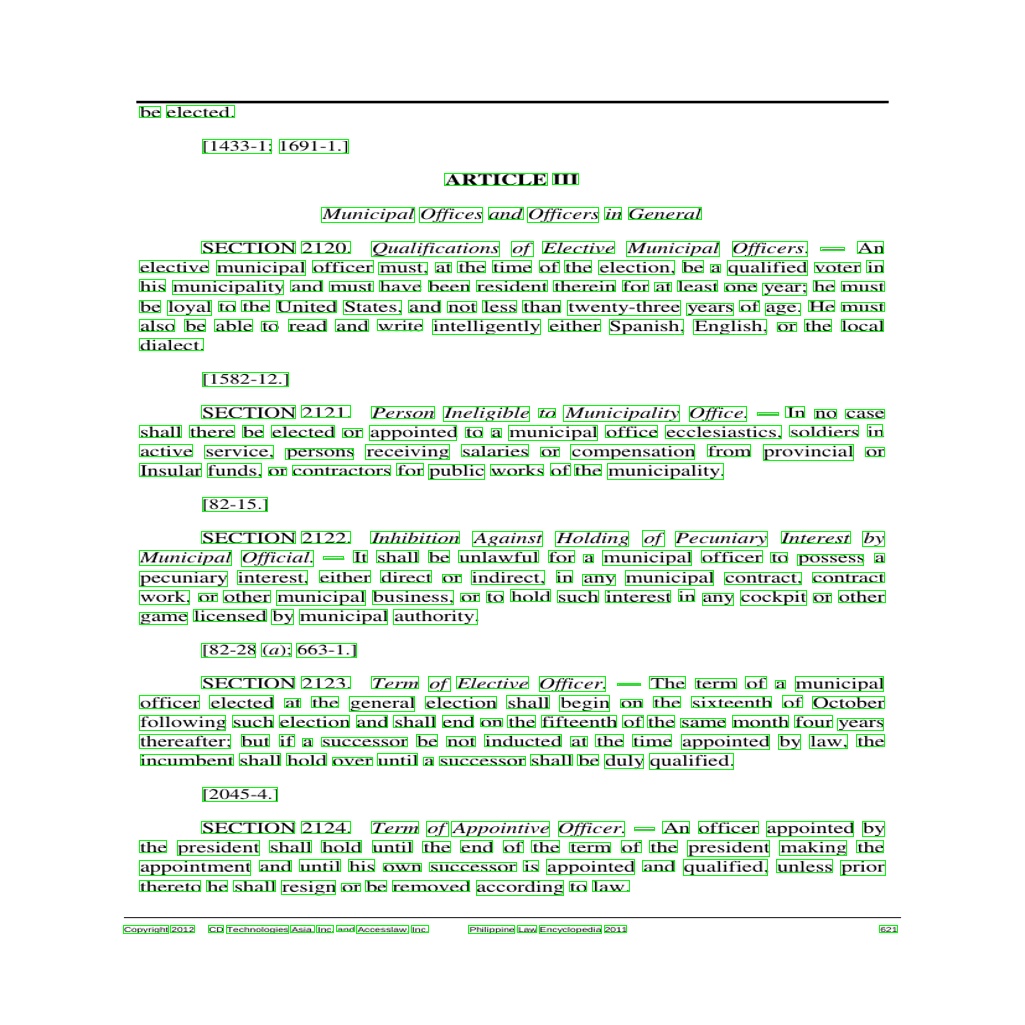 be elected.
[1433-1; 1691-1.]
ARTICLE III
Municipal Offices and Officers in General
SECTION 2120. Qualifications of Elective Municipal Officers. — An
elective municipal officer must, at the time of the election, be a qualified voter in
his municipality and must have been resident therein for at least one year; he must
be loyal to the United States, and not less than twenty-three years of age. He must
also be able to read and write intelligently either Spanish, English, or the local
dialect.
[1582-12.]
SECTION 2121. Person Ineligible to Municipality Office. — In no case
shall there be elected or appointed to a municipal office ecclesiastics, soldiers in
active service, persons receiving salaries or compensation from provincial or
Insular funds, or contractors for public works of the municipality.
[82-15.]
SECTION 2122. Inhibition Against Holding of Pecuniary Interest by
Municipal Official. — It shall be unlawful for a municipal officer to possess a
pecuniary interest, either direct or indirect, in any municipal contract, contract
work, or other municipal business, or to hold such interest in any cockpit or other
game licensed by municipal authority.
[82-28 (a); 663-1.]
SECTION 2123. Term of Elective Officer. — The term of a municipal
officer elected at the general election shall begin on the sixteenth of October
following such election and shall end on the fifteenth of the same month four years
thereafter; but if a successor be not inducted at the time appointed by law, the
incumbent shall hold over until a successor shall be duly qualified.
[2045-4.]
SECTION 2124. Term of Appointive Officer. — An officer appointed by
the president shall hold until the end of the term of the president making the
appointment and until his own successor is appointed and qualified, unless prior
thereto he shall resign or be removed according to law.
Copyright 2012 CD Technologies Asia, Inc. and Accesslaw, Inc. Philippine Law Encyclopedia 2011 621